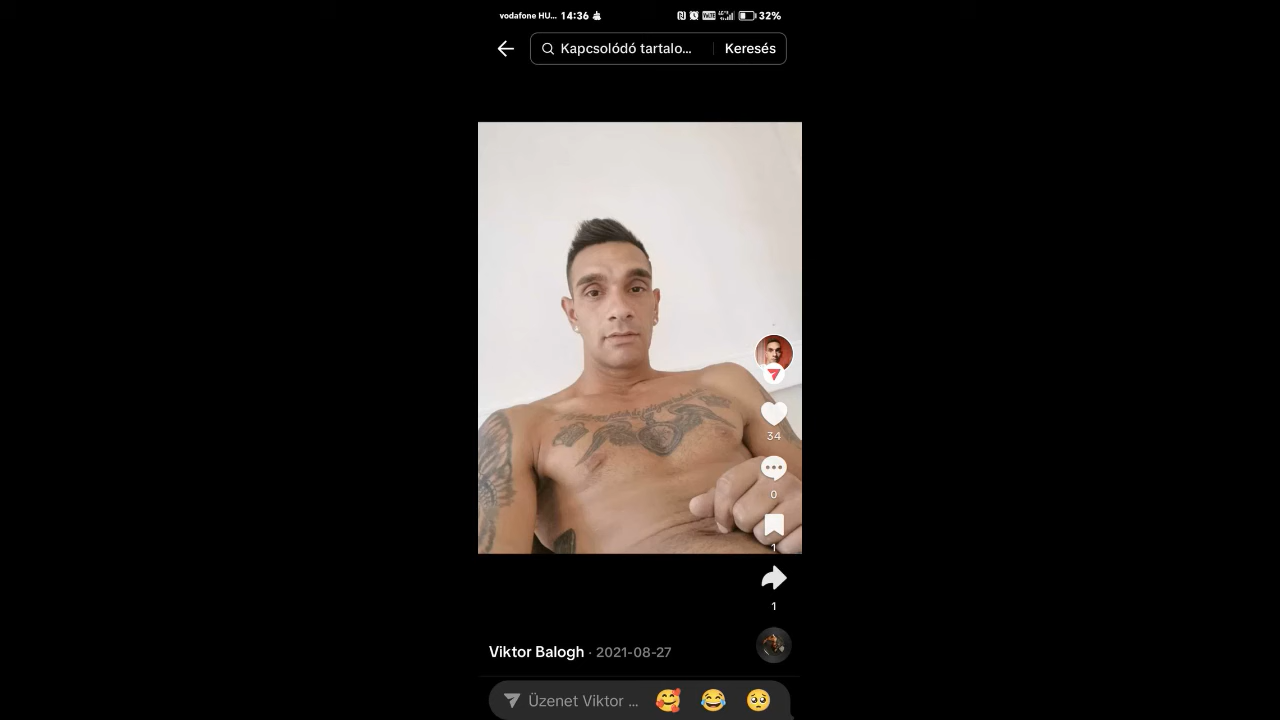 vodafone HU... 14:36 32%
Kapcsolódó tartalo... Keresés
34
0
1
1
Viktor Balogh · 2021-08-27
Üzenet Viktor ...